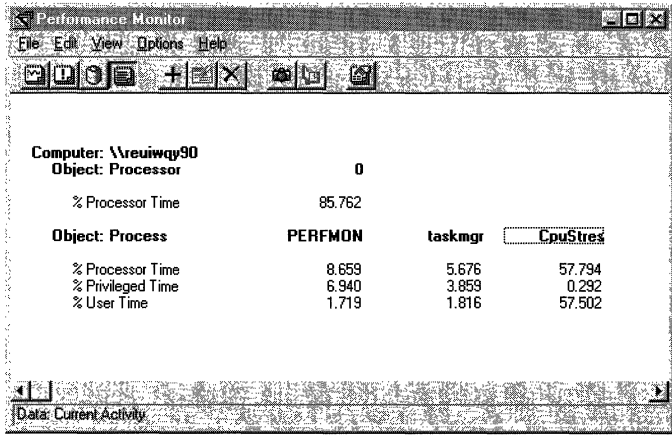 Performance Monitor
File Edit View Options Help
Computer: \\reuiwqy90
Object: Processor 0
% Processor Time 85.762
Object: Process PERFMON taskmgr CpuStres
% Processor Time 8.659 5.676 57.794
% Privileged Time 6.940 3.859 0.292
% User Time 1.719 1.816 57.502
Data: Current Activity